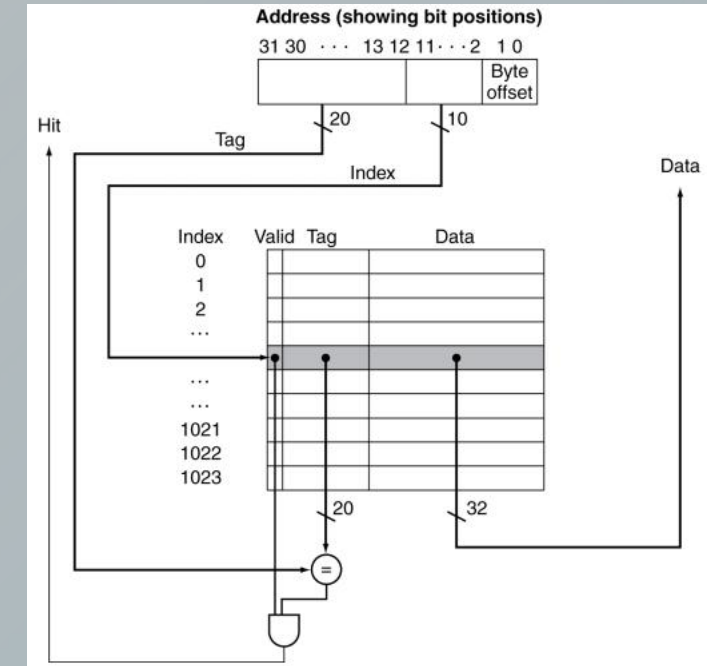 Address (showing bit positions)
31 30 · · · 13 12 11 · · · 2 1 0
Byte
offset
Hit
20
10
Tag
Index
Data
Index Valid Tag Data
0
1
2
...
...
...
1021
1022
1023
20
32
=